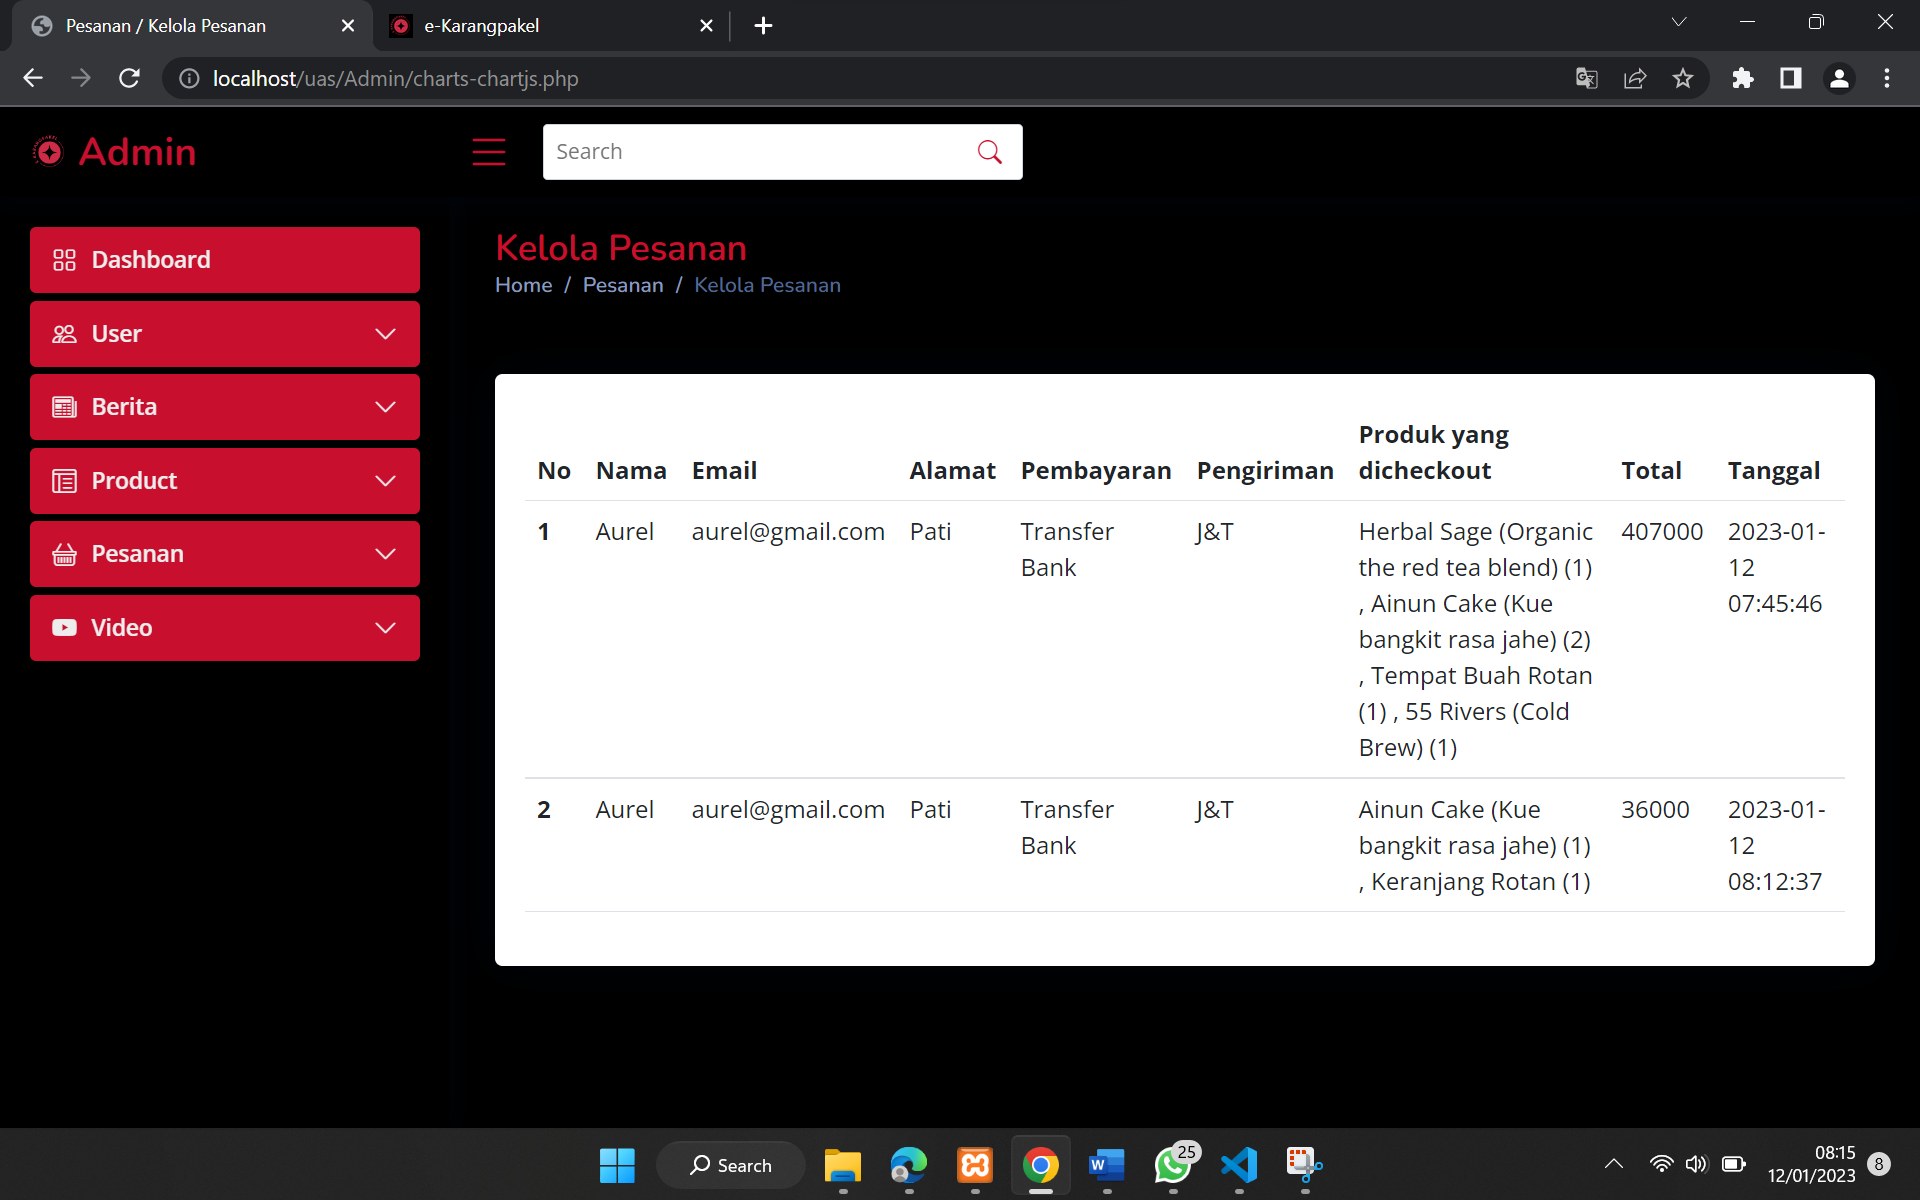 Pesanan / Kelola Pesanan
e-Karangpakel
localhost/uas/Admin/charts-chartjs.php
Admin
Search
Dashboard
User
Berita
Product
Pesanan
Video
Kelola Pesanan
Home / Pesanan / Kelola Pesanan
Produk yang
No Nama Email Alamat Pembayaran Pengiriman dicheckout Total Tanggal
1 Aurel aurel@gmail.com Pati Transfer J&T Herbal Sage (Organic 407000 2023-01-
Bank the red tea blend) (1) 12
, Ainun Cake (Kue 07:45:46
bangkit rasa jahe) (2)
, Tempat Buah Rotan
(1) , 55 Rivers (Cold
Brew) (1)
2 Aurel aurel@gmail.com Pati Transfer J&T Ainun Cake (Kue 36000 2023-01-
Bank bangkit rasa jahe) (1) 12
, Keranjang Rotan (1) 08:12:37
Search
25
08:15
12/01/2023
8